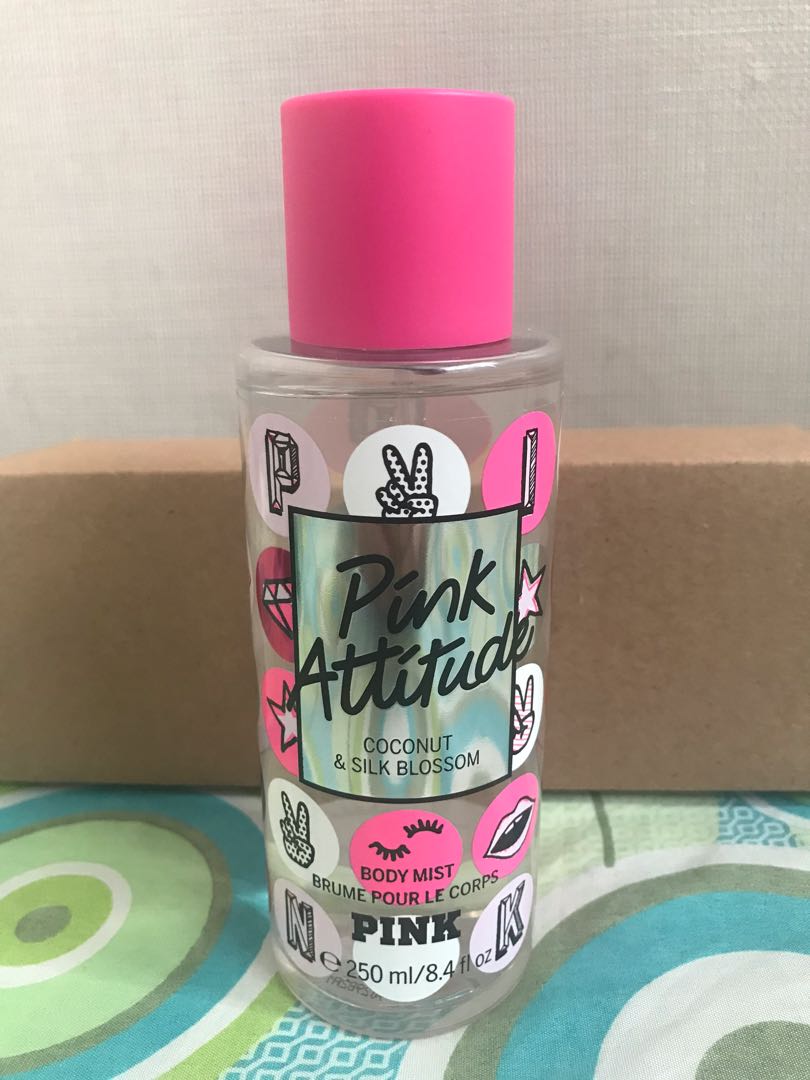 P I
Pink
Attitude
COCONUT
& SILK BLOSSOM
BODY MIST
BRUME POUR LE CORPS
N PINK K
℮ 250 ml/8.4 fl oz